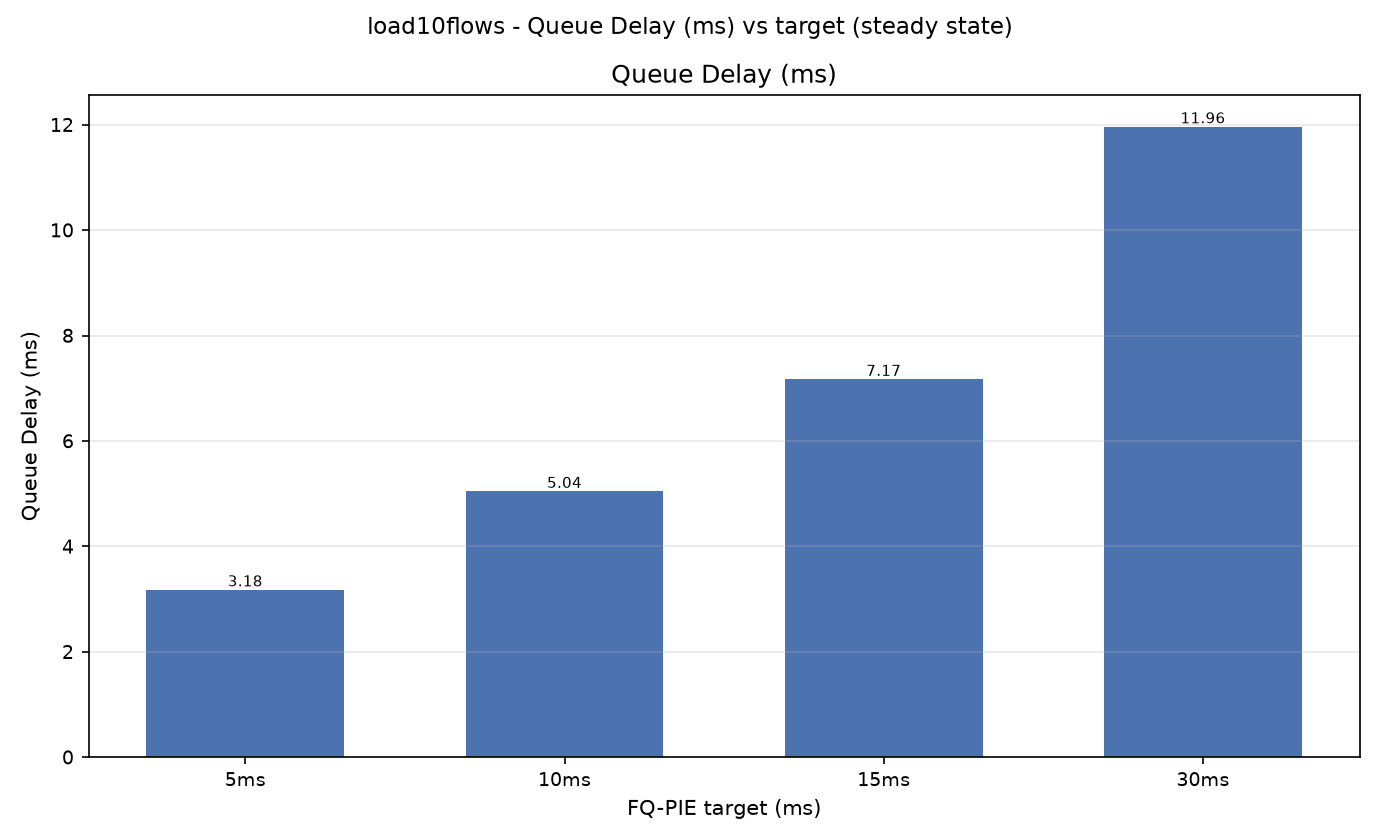 load10flows - Queue Delay (ms) vs target (steady state)
Queue Delay (ms)
12
10
8
6
4
2
0
Queue Delay (ms)
3.18
5.04
7.17
11.96
5ms
10ms
15ms
30ms
FQ-PIE target (ms)